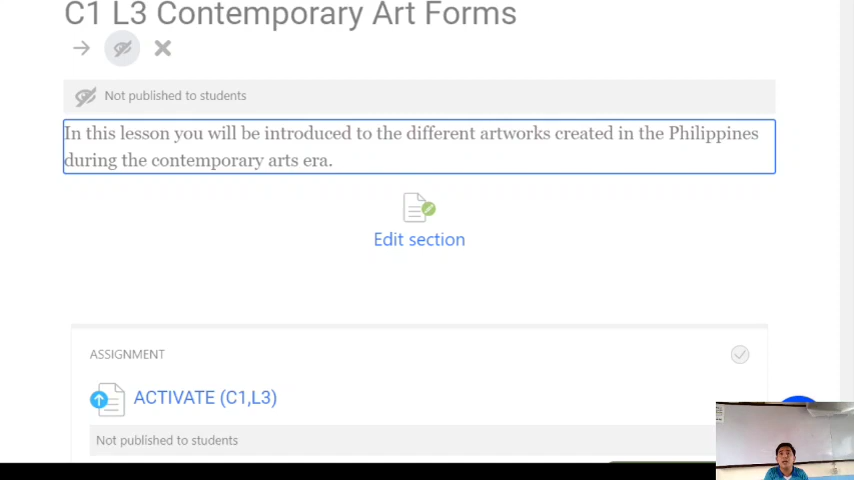 C1 L3 Contemporary Art Forms
Not published to students
In this lesson you will be introduced to the different artworks created in the Philippines
during the contemporary arts era.
Edit section
ASSIGNMENT
ACTIVATE (C1,L3)
Not published to students